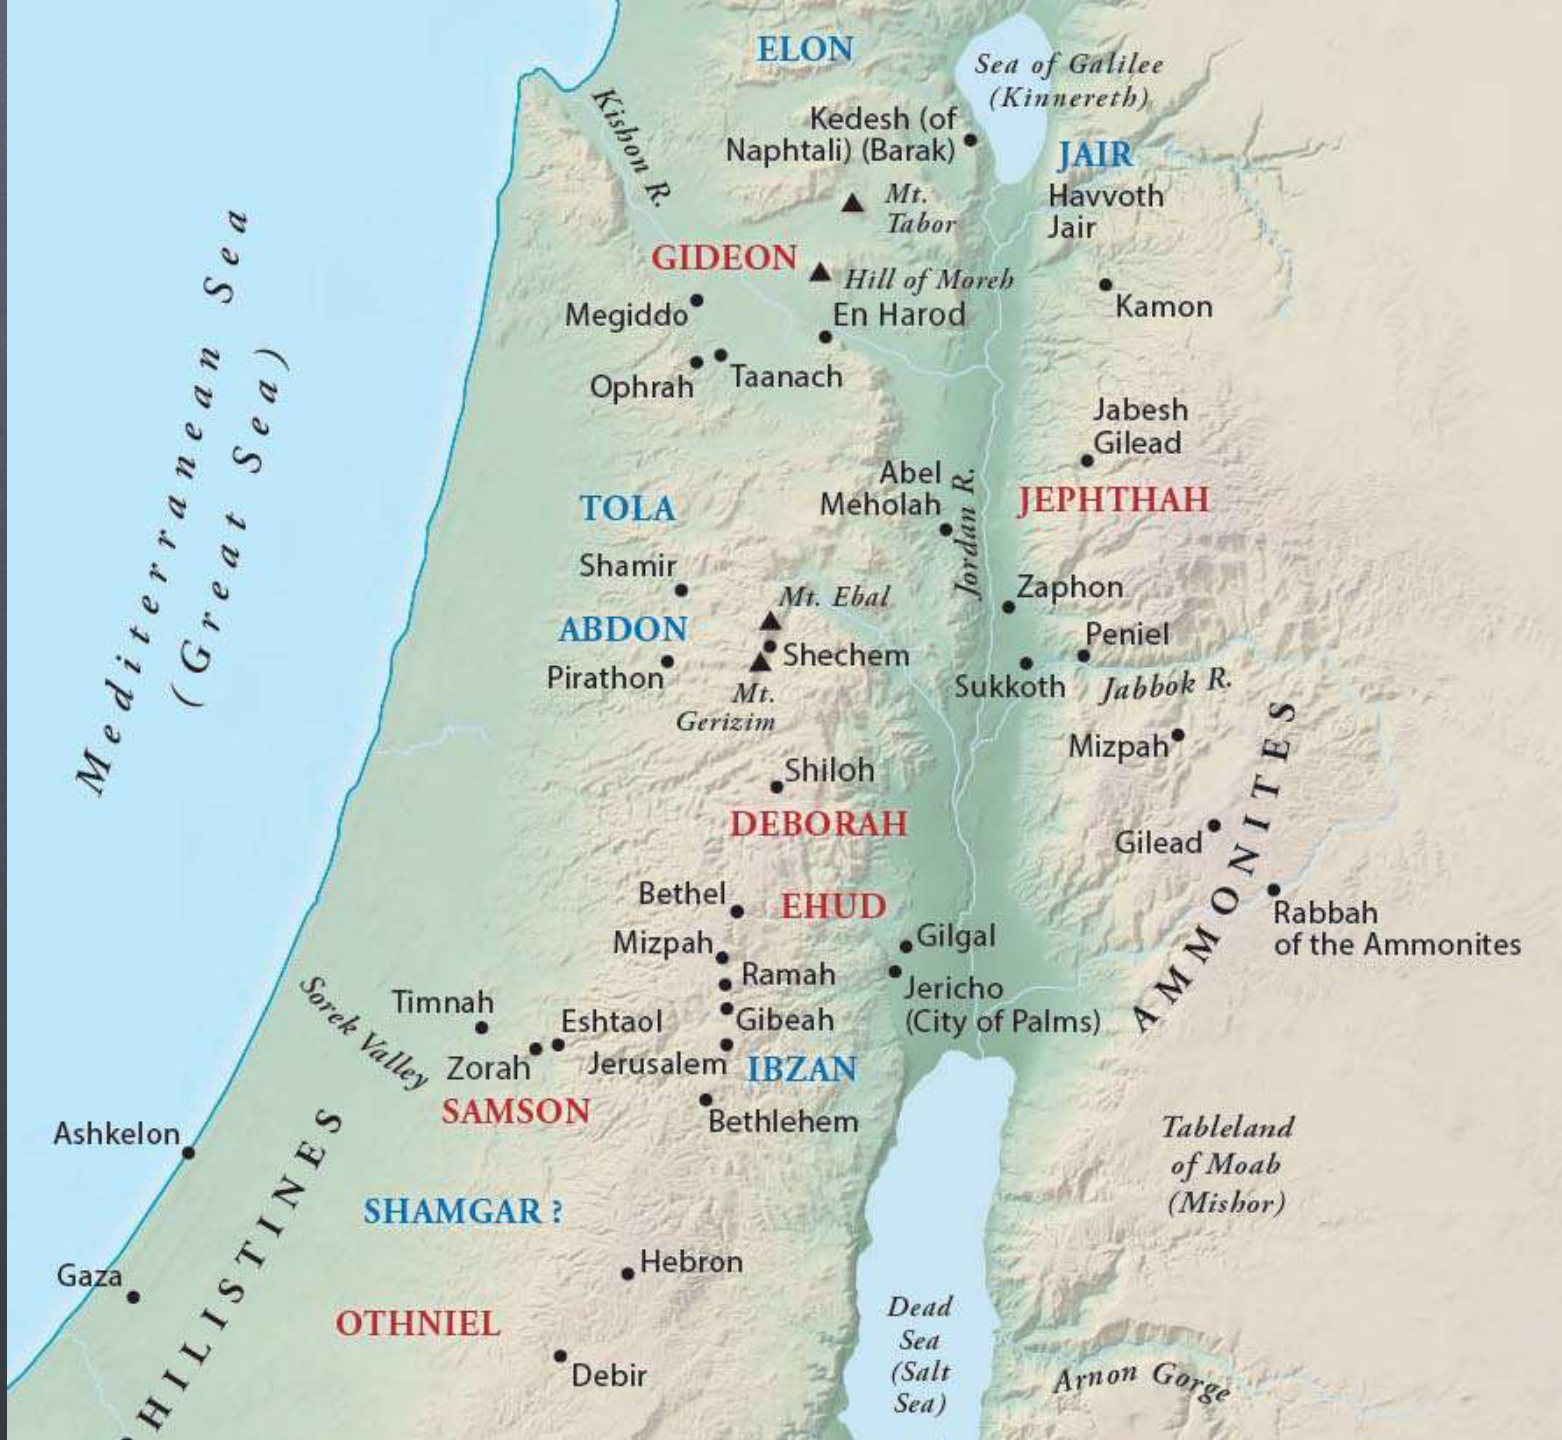 ELON
Sea of Galilee
(Kinnereth)
Kishon R.
Kedesh (of
Naphtali) (Barak)
JAIR
Havvoth
Jair
Mt.
Tabor
GIDEON
Hill of Moreh
Megiddo
En Harod
Kamon
Ophrah
Taanach
Mediterranean Sea
(Great Sea)
Jabesh
Gilead
Abel
Meholah
JEPHTHAH
Jordan R.
TOLA
Shamir
Mt. Ebal
Zaphon
ABDON
Peniel
Shechem
Pirathon
Sukkoth
Jabbok R.
Mt.
Gerizim
Mizpah
Shiloh
DEBORAH
Gilead
AMMONITES
Bethel
EHUD
Rabbah
of the Ammonites
Mizpah
Gilgal
Ramah
Jericho
(City of Palms)
Sorek Valley
Timnah
Eshtaol
Gibeah
Zorah
Jerusalem
IBZAN
SAMSON
Bethlehem
Ashkelon
Tableland
of Moab
(Mishor)
HILISTINES
SHAMGAR ?
Hebron
Gaza
OTHNIEL
Dead
Sea
(Salt
Sea)
Debir
Arnon Gorge